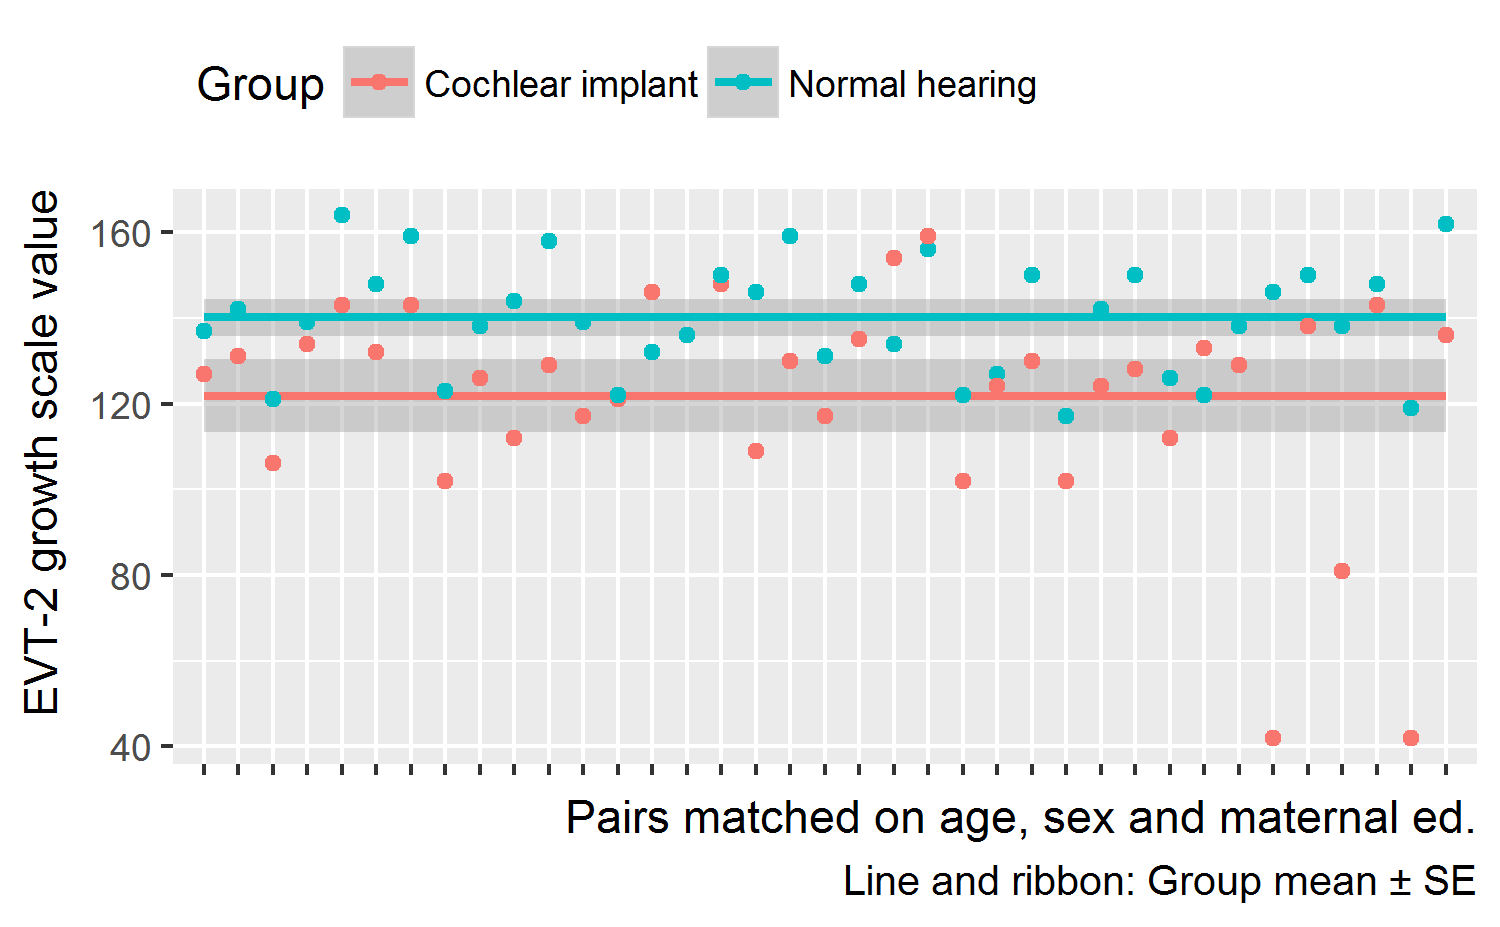 Group Cochlear implant Normal hearing
EVT-2 growth scale value
160
120
80
40
Pairs matched on age, sex and maternal ed.
Line and ribbon: Group mean ± SE